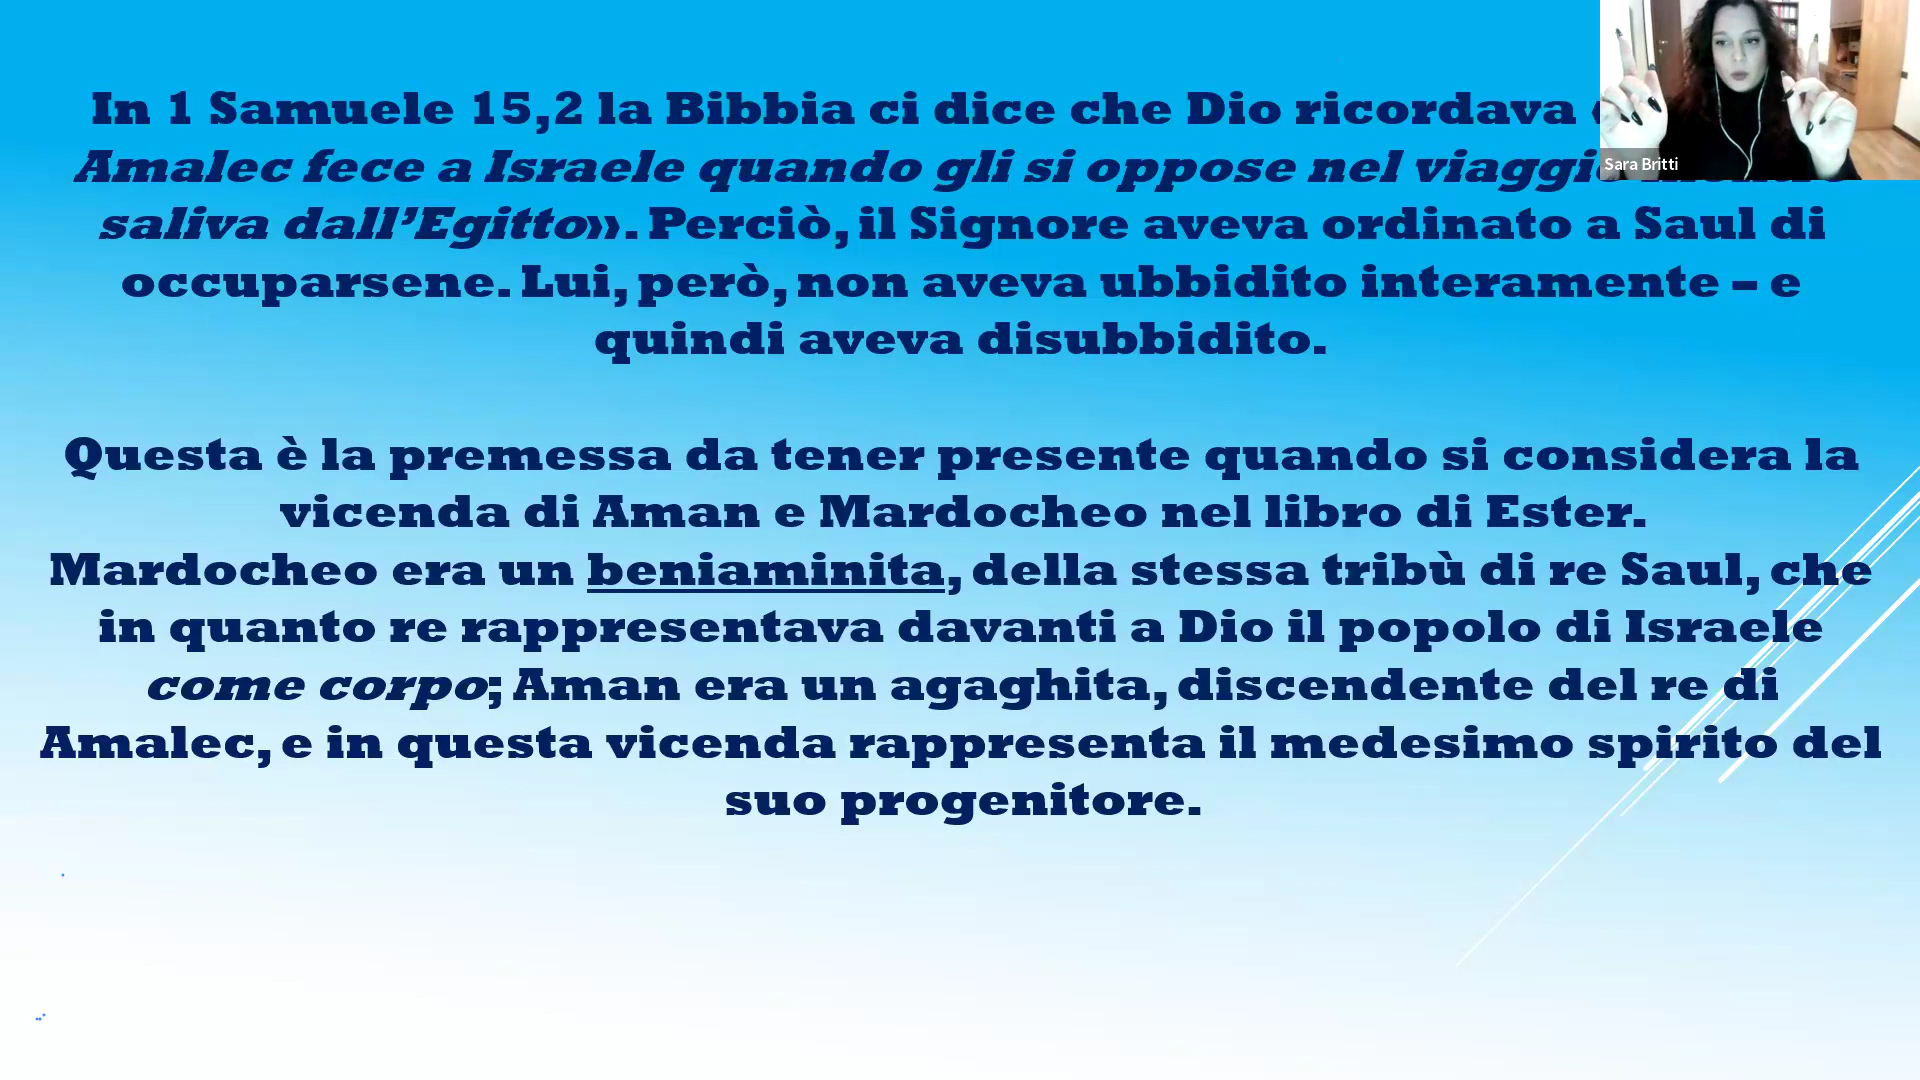 In 1 Samuele 15,2 la Bibbia ci dice che Dio ricordava
Amalec fece a Israele quando gli si oppose nel viaggio
saliva dall’Egitto». Perciò, il Signore aveva ordinato a Saul di
occuparsene. Lui, però, non aveva ubbidito interamente – e
quindi aveva disubbidito.
Questa è la premessa da tener presente quando si considera la
vicenda di Aman e Mardocheo nel libro di Ester.
Mardocheo era un beniaminita, della stessa tribù di re Saul, che
in quanto re rappresentava davanti a Dio il popolo di Israele
come corpo; Aman era un agaghita, discendente del re di
Amalec, e in questa vicenda rappresenta il medesimo spirito del
suo progenitore.
Sara Britti